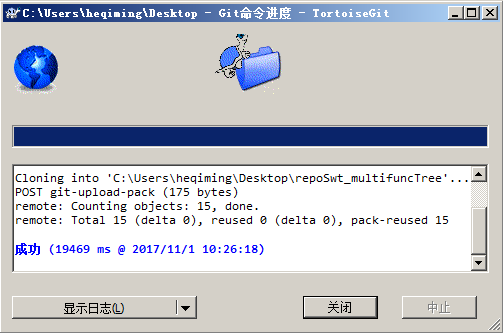 C:\Users\heqiming\Desktop - Git命令进度 - TortoiseGit
Cloning into 'C:\Users\heqiming\Desktop\repoSwt_multifuncTree'...
POST git-upload-pack (175 bytes)
remote: Counting objects: 15, done.
remote: Total 15 (delta 0), reused 0 (delta 0), pack-reused 15
成功 (19469 ms @ 2017/11/1 10:26:18)
显示日志(L)
关闭
中止